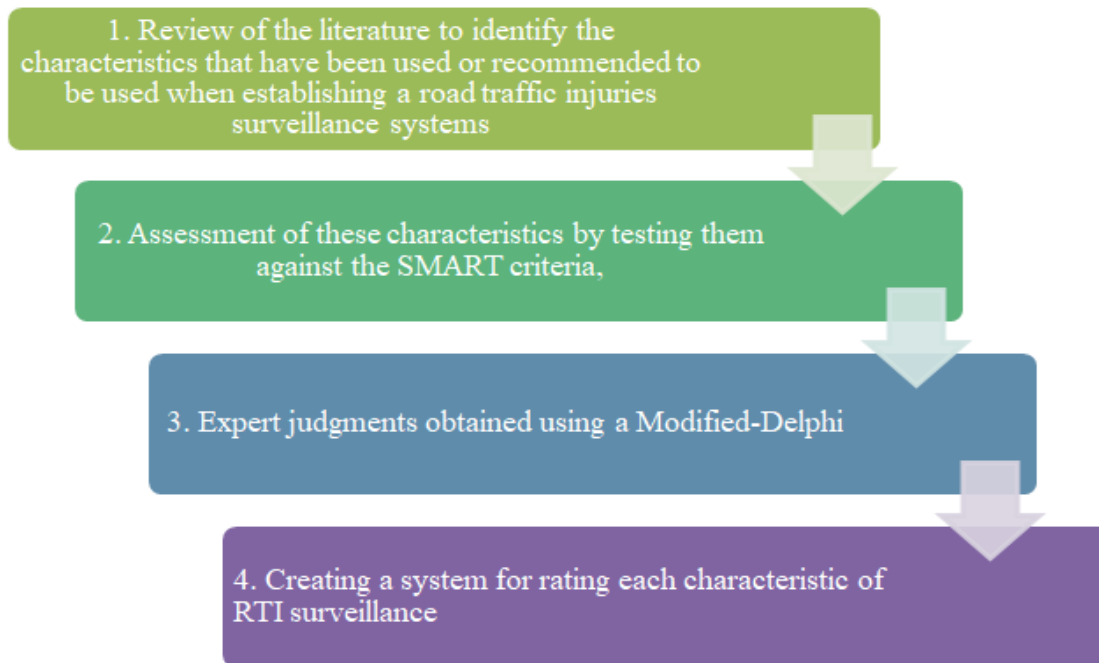 1. Review of the literature to identify the
characteristics that have been used or recommended to
be used when establishing a road traffic injuries
surveillance systems
2. Assessment of these characteristics by testing them
against the SMART criteria,
3. Expert judgments obtained using a Modified-Delphi
4. Creating a system for rating each characteristic of
RTI surveillance